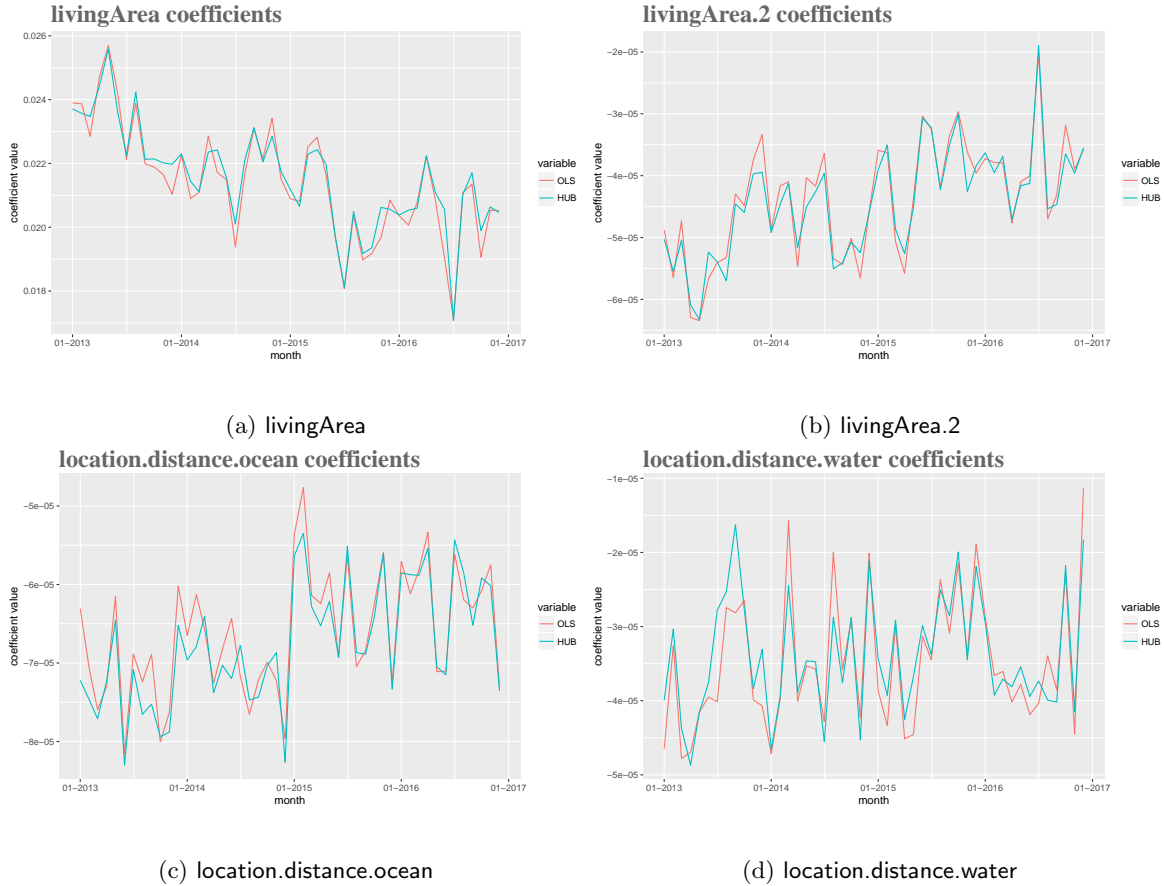 livingArea coefficients
0.026
0.024
0.022
0.020
0.018
coefficient value
01–2013
01–2014
01–2015
01–2016
01–2017
month
variable
OLS
HUB
(a) livingArea
livingArea.2 coefficients
−2e−05
−3e−05
−4e−05
−5e−05
−6e−05
coefficient value
01–2013
01–2014
01–2015
01–2016
01–2017
month
variable
OLS
HUB
(b) livingArea.2
location.distance.ocean coefficients
−5e−05
−6e−05
−7e−05
−8e−05
coefficient value
01–2013
01–2014
01–2015
01–2016
01–2017
month
variable
OLS
HUB
(c) location.distance.ocean
location.distance.water coefficients
−1e−05
−2e−05
−3e−05
−4e−05
−5e−05
coefficient value
01–2013
01–2014
01–2015
01–2016
01–2017
month
variable
OLS
HUB
(d) location.distance.water